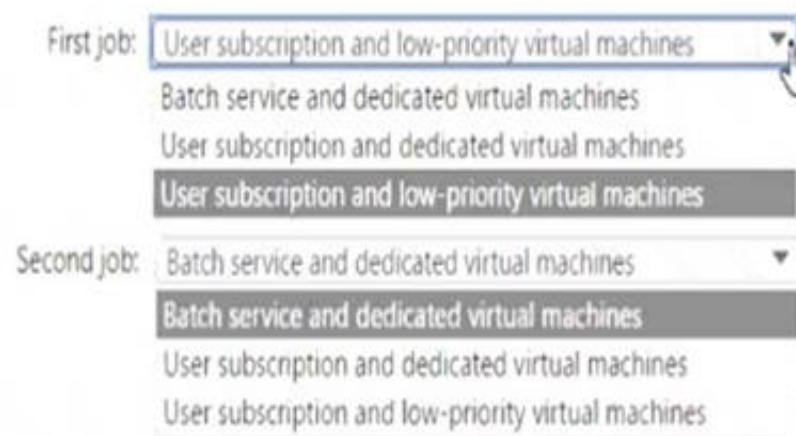 First job: User subscription and low-priority virtual machines
Batch service and dedicated virtual machines
User subscription and dedicated virtual machines
User subscription and low-priority virtual machines
Second job: Batch service and dedicated virtual machines
Batch service and dedicated virtual machines
User subscription and dedicated virtual machines
User subscription and low-priority virtual machines